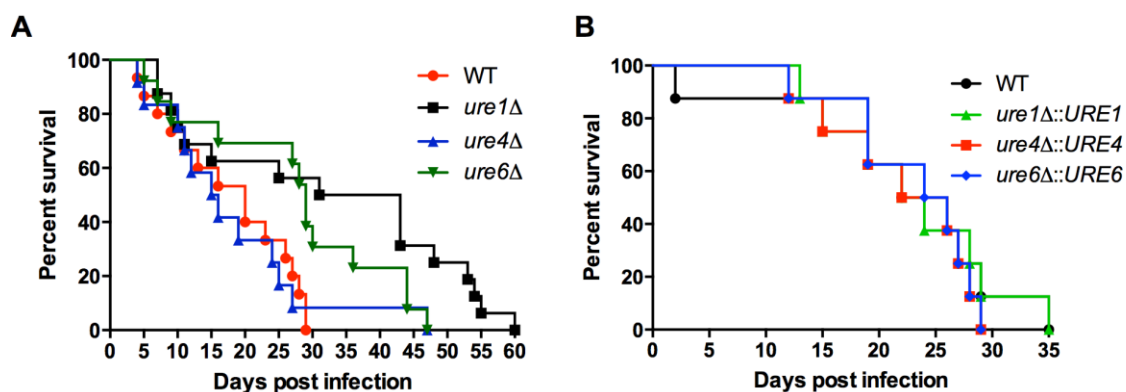 A
Percent survival
100
80
60
40
20
0
0 5 10 15 20 25 30 35 40 45 50 55 60
Days post infection
WT
ure1Δ
ure4Δ
ure6Δ
B
Percent survival
100
80
60
40
20
0
0 5 10 15 20 25 30 35
Days post infection
WT
ure1Δ::URE1
ure4Δ::URE4
ure6Δ::URE6